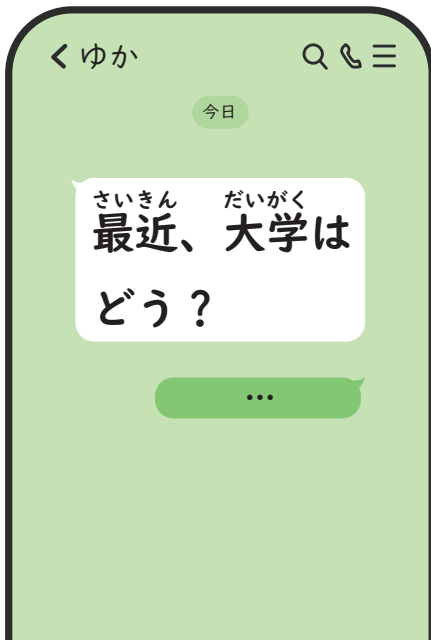 ゆか
今日
さいきん だいがく
最近、大学は
どう？
…